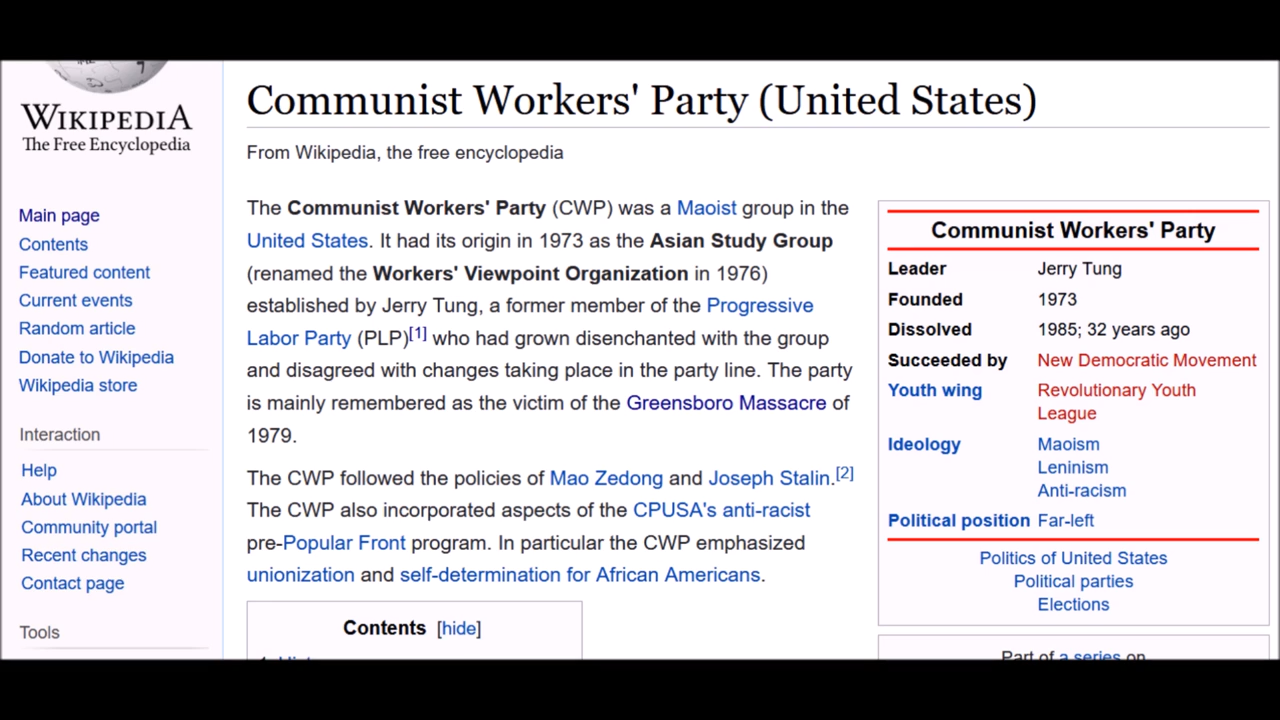 WIKIPEDIA
The Free Encyclopedia
Main page
Contents
Featured content
Current events
Random article
Donate to Wikipedia
Wikipedia store
Interaction
Help
About Wikipedia
Community portal
Recent changes
Contact page
Tools
Communist Workers' Party (United States)
From Wikipedia, the free encyclopedia
The Communist Workers' Party (CWP) was a Maoist group in the
United States. It had its origin in 1973 as the Asian Study Group
(renamed the Workers' Viewpoint Organization in 1976)
established by Jerry Tung, a former member of the Progressive
Labor Party (PLP)[1] who had grown disenchanted with the group
and disagreed with changes taking place in the party line. The party
is mainly remembered as the victim of the Greensboro Massacre of
1979.
The CWP followed the policies of Mao Zedong and Joseph Stalin.[2]
The CWP also incorporated aspects of the CPUSA's anti-racist
pre-Popular Front program. In particular the CWP emphasized
unionization and self-determination for African Americans.
Contents [hide]
Communist Workers' Party
Leader Jerry Tung
Founded 1973
Dissolved 1985; 32 years ago
Succeeded by New Democratic Movement
Youth wing Revolutionary Youth
League
Ideology Maoism
Leninism
Anti-racism
Political position Far-left
Politics of United States
Political parties
Elections
Part of a series on